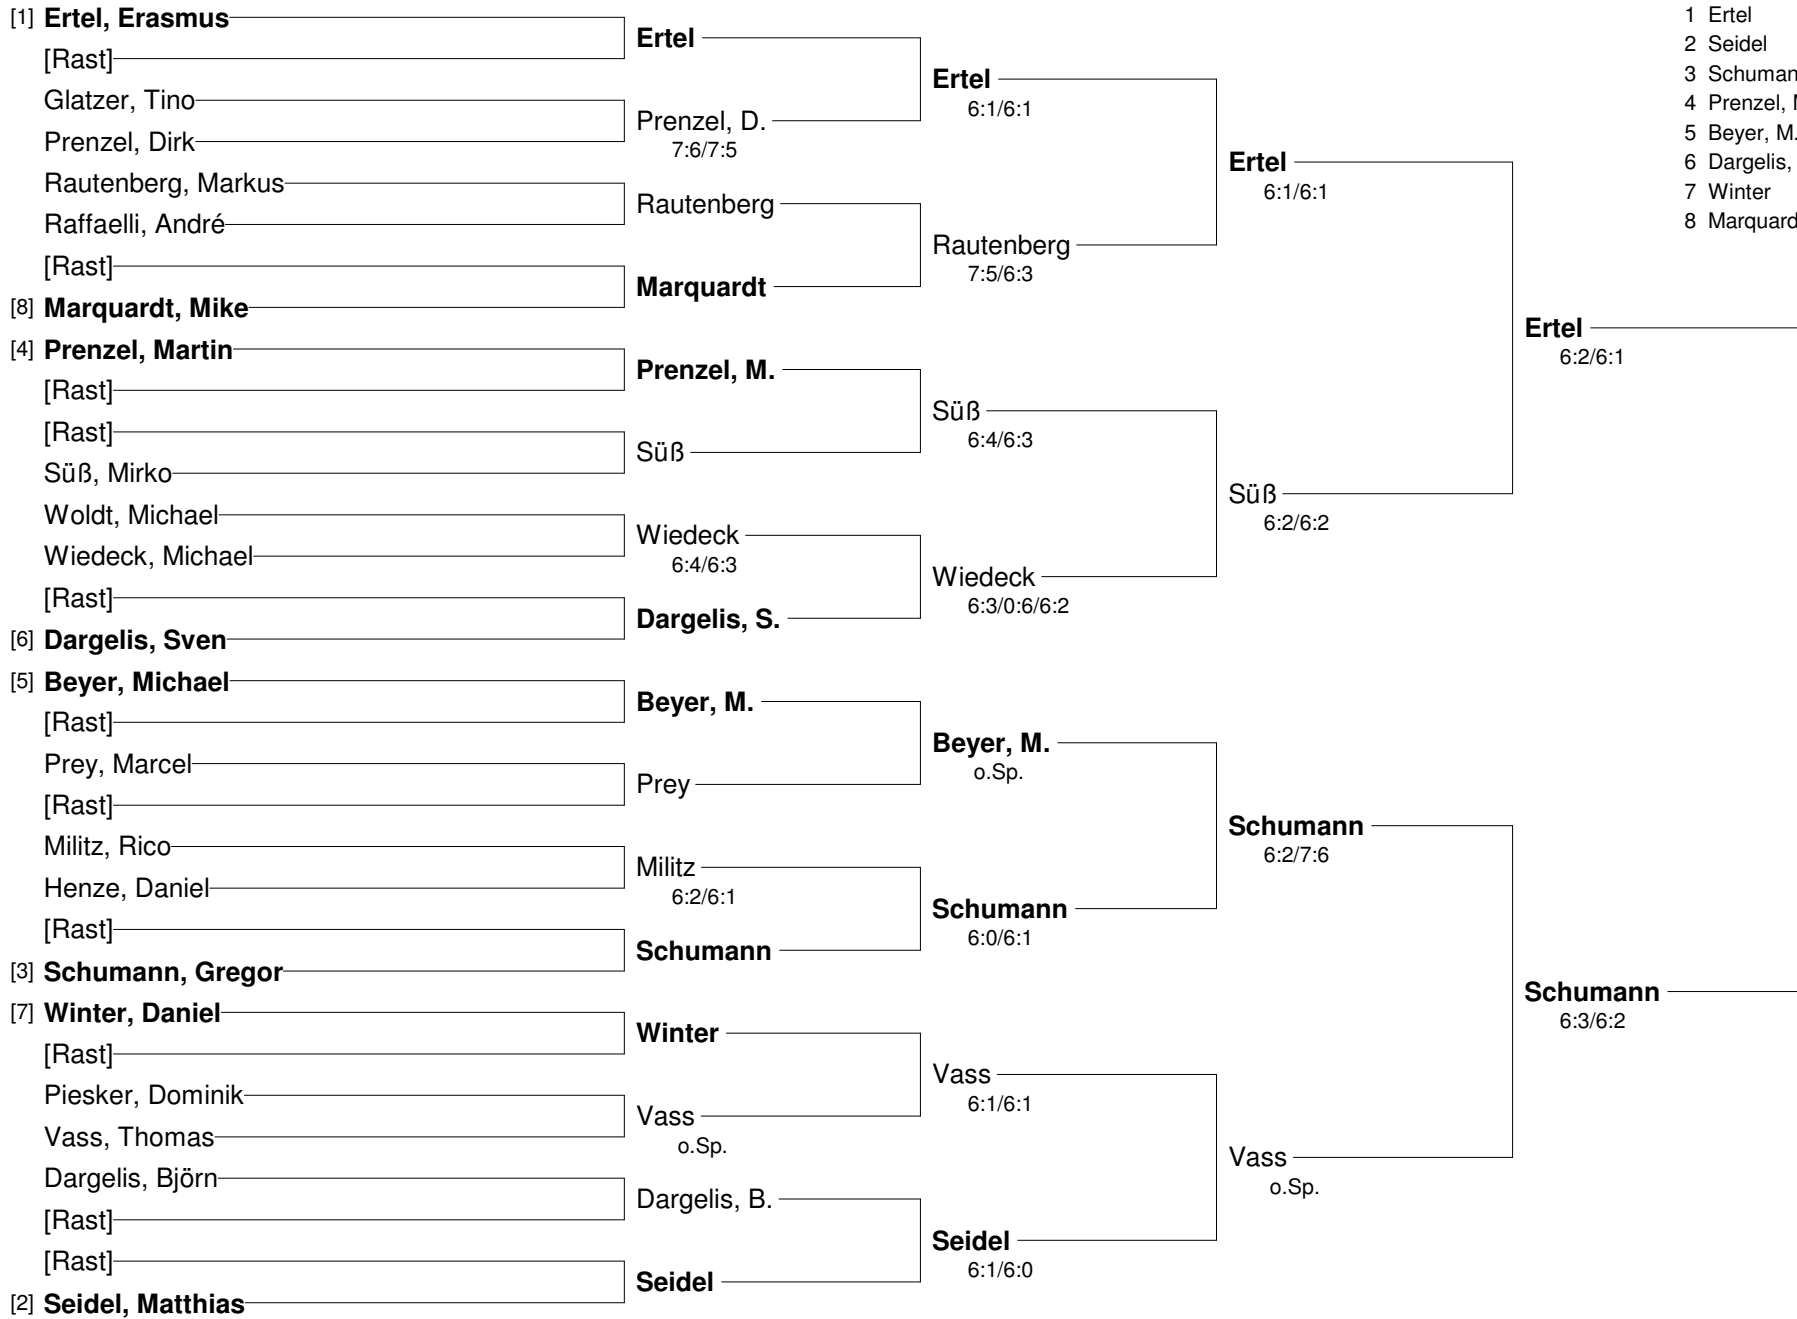 [1] Ertel, Erasmus
[Rast]
Glatzer, Tino
Prenzel, Dirk
Rautenberg, Markus
Raffaelli, André
[Rast]
[8] Marquardt, Mike
[4] Prenzel, Martin
[Rast]
[Rast]
Süß, Mirko
Woldt, Michael
Wiedeck, Michael
[Rast]
[6] Dargelis, Sven
[5] Beyer, Michael
[Rast]
Prey, Marcel
[Rast]
Militz, Rico
Henze, Daniel
[Rast]
[3] Schumann, Gregor
[7] Winter, Daniel
[Rast]
Piesker, Dominik
Vass, Thomas
Dargelis, Björn
[Rast]
[Rast]
[2] Seidel, Matthias
Ertel
Prenzel, D.
7:6/7:5
Rautenberg
Marquardt
Prenzel, M.
Süß
Wiedeck
6:4/6:3
Dargelis, S.
Beyer, M.
Prey
Militz
6:2/6:1
Schumann
Winter
Vass
o.Sp.
Dargelis, B.
Seidel
Ertel
6:1/6:1
Rautenberg
7:5/6:3
Süß
6:4/6:3
Wiedeck
6:3/0:6/6:2
Beyer, M.
o.Sp.
Schumann
6:0/6:1
Vass
6:1/6:1
Seidel
6:1/6:0
Ertel
6:1/6:1
Süß
6:2/6:2
Schumann
6:2/7:6
Vass
o.Sp.
Ertel
6:2/6:1
Schumann
6:3/6:2
1 Ertel
2 Seidel
3 Schuman
4 Prenzel,
5 Beyer, M.
6 Dargelis,
7 Winter
8 Marquard